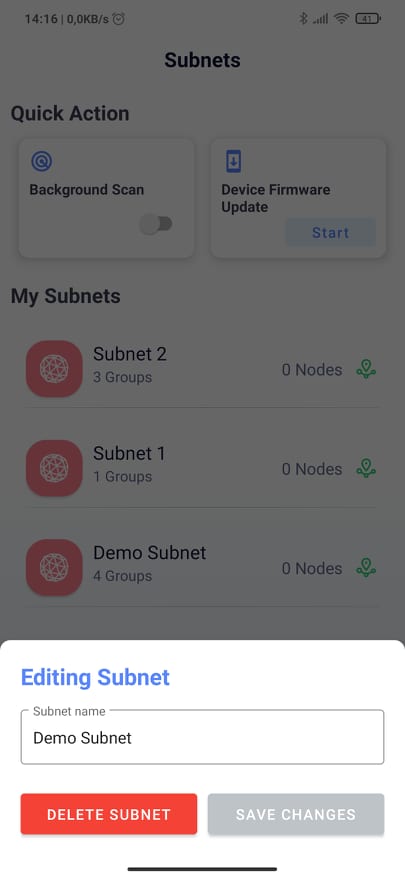 14:16 | 0,0KB/s
41
Subnets
Quick Action
Background Scan
Device Firmware
Update
Start
My Subnets
Subnet 2
3 Groups
0 Nodes
Subnet 1
1 Groups
0 Nodes
Demo Subnet
4 Groups
0 Nodes
Editing Subnet
Subnet name
Demo Subnet
DELETE SUBNET
SAVE CHANGES